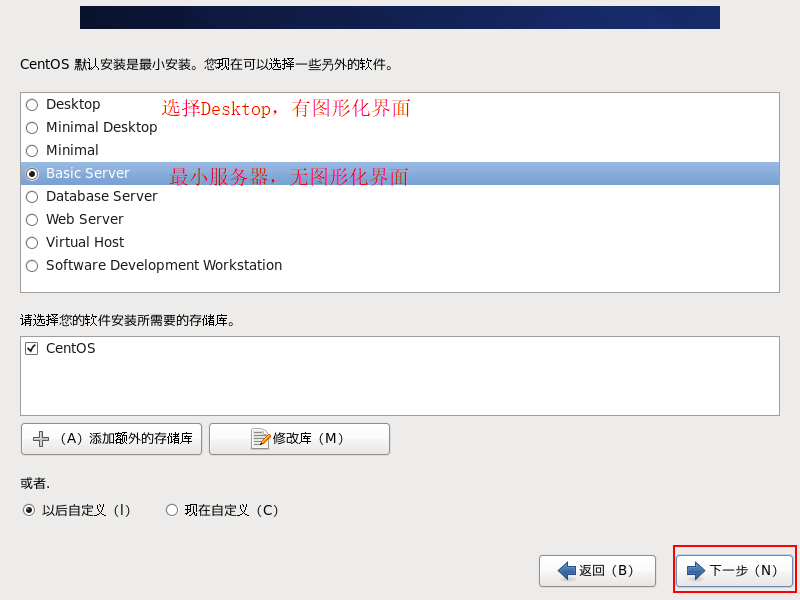 CentOS 默认安装是最小安装。您现在可以选择一些另外的软件。
Desktop 选择Desktop，有图形化界面
Minimal Desktop
Minimal
Basic Server 最小服务器，无图形化界面
Database Server
Web Server
Virtual Host
Software Development Workstation
请选择您的软件安装所需要的存储库。
CentOS
（A）添加额外的存储库 修改库（M）
或者.
以后自定义（l） 现在自定义（C）
返回（B） 下一步（N）